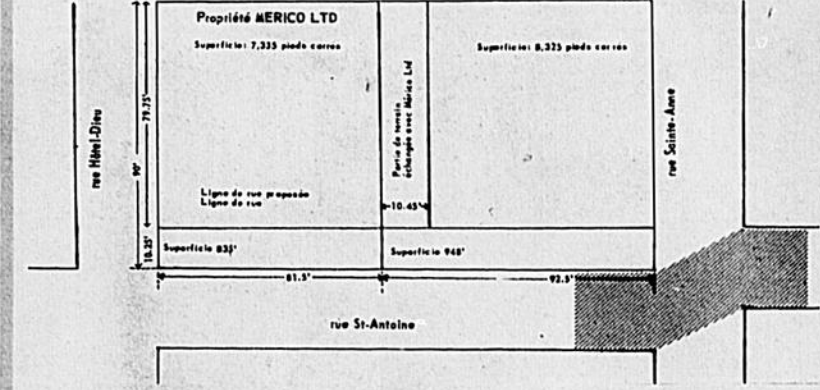 Propriété MERICO LTD
Superficie: 7,335 pieds carrés
Superficie: 8,325 pieds carrés
rue Hôtel-Dieu
79.75'
90'
10.25'
Partie de terrain
échangée avec Mérico Ltd
rue Sainte-Anne
Ligne de rue proposée
Ligne de rue
10.45'
Superficie 835'
Superficie 948'
81.5'
92.5'
rue St-Antoine